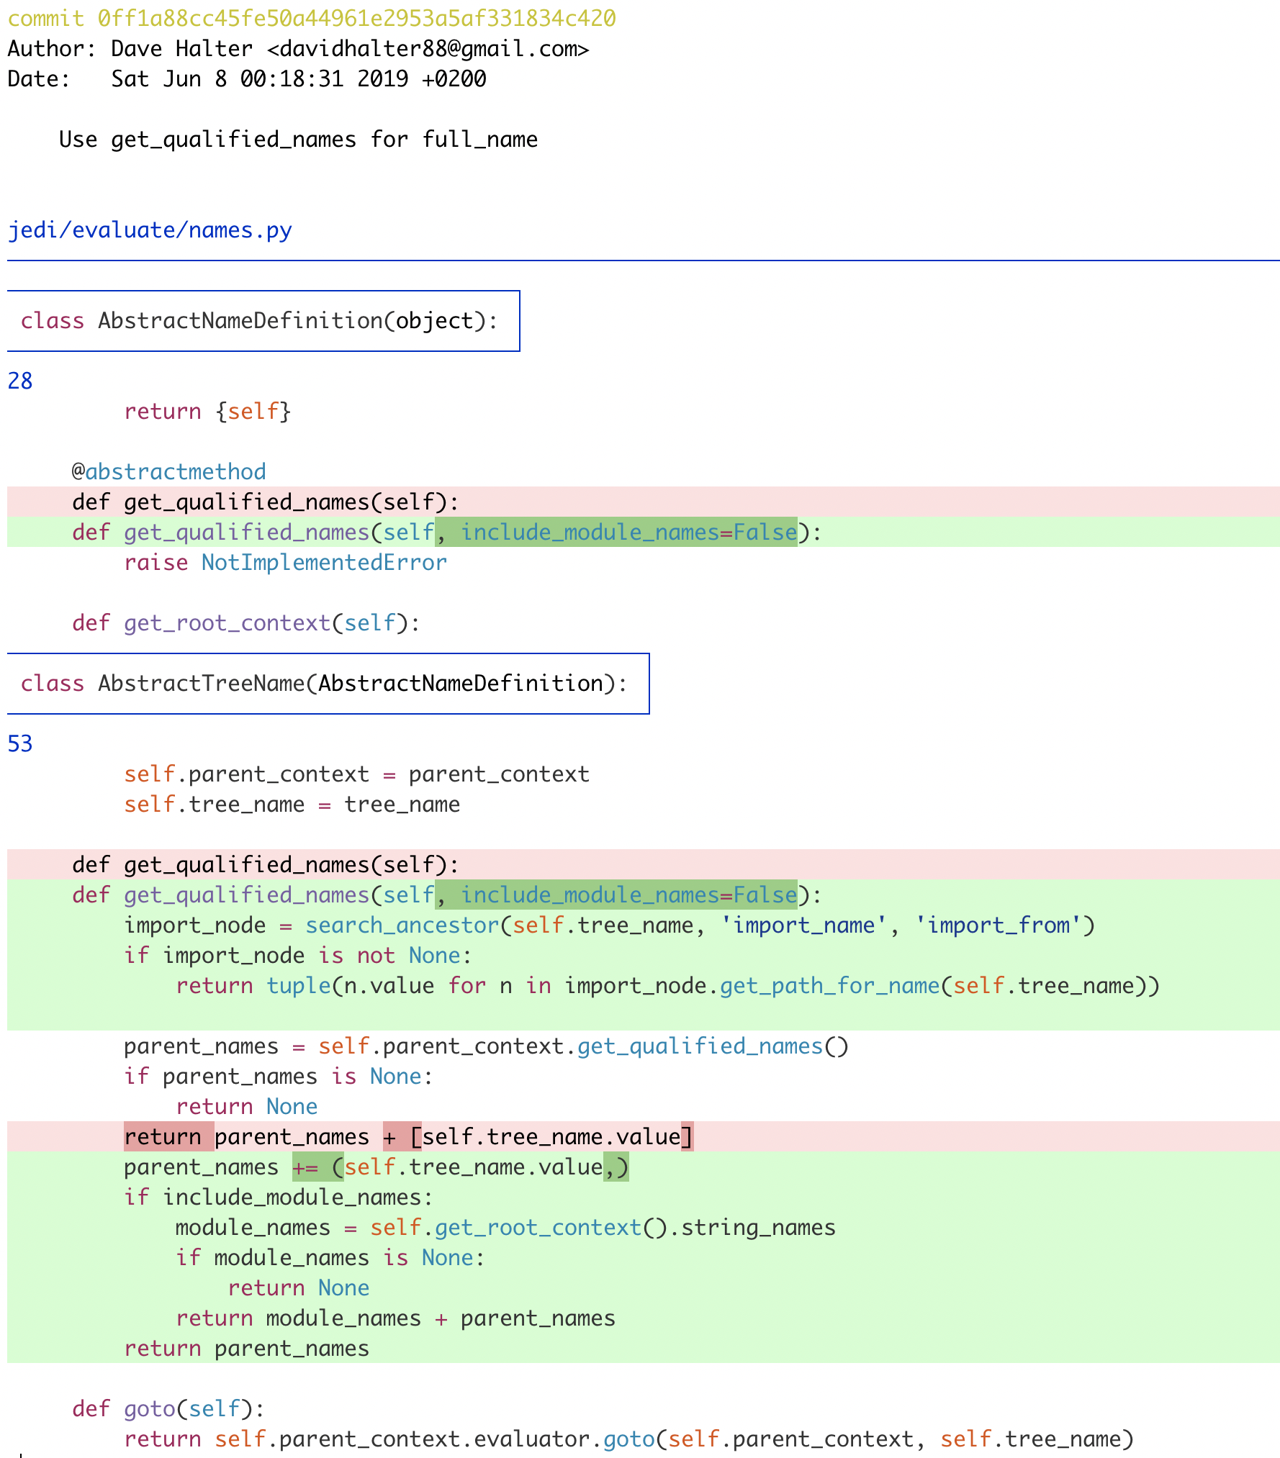 commit 0ff1a88cc45fe50a44961e2953a5af331834c420
Author: Dave Halter <davidhalter88@gmail.com>
Date:   Sat Jun 8 00:18:31 2019 +0200

    Use get_qualified_names for full_name

jedi/evaluate/names.py

class AbstractNameDefinition(object):

28
         return {self}

     @abstractmethod
     def get_qualified_names(self):
     def get_qualified_names(self, include_module_names=False):
         raise NotImplementedError

     def get_root_context(self):

class AbstractTreeName(AbstractNameDefinition):

53
         self.parent_context = parent_context
         self.tree_name = tree_name

     def get_qualified_names(self):
     def get_qualified_names(self, include_module_names=False):
         import_node = search_ancestor(self.tree_name, 'import_name', 'import_from')
         if import_node is not None:
             return tuple(n.value for n in import_node.get_path_for_name(self.tree_name))

         parent_names = self.parent_context.get_qualified_names()
         if parent_names is None:
             return None
         return parent_names + [self.tree_name.value]
         parent_names += (self.tree_name.value,)
         if include_module_names:
             module_names = self.get_root_context().string_names
             if module_names is None:
                 return None
             return module_names + parent_names
         return parent_names

     def goto(self):
         return self.parent_context.evaluator.goto(self.parent_context, self.tree_name)